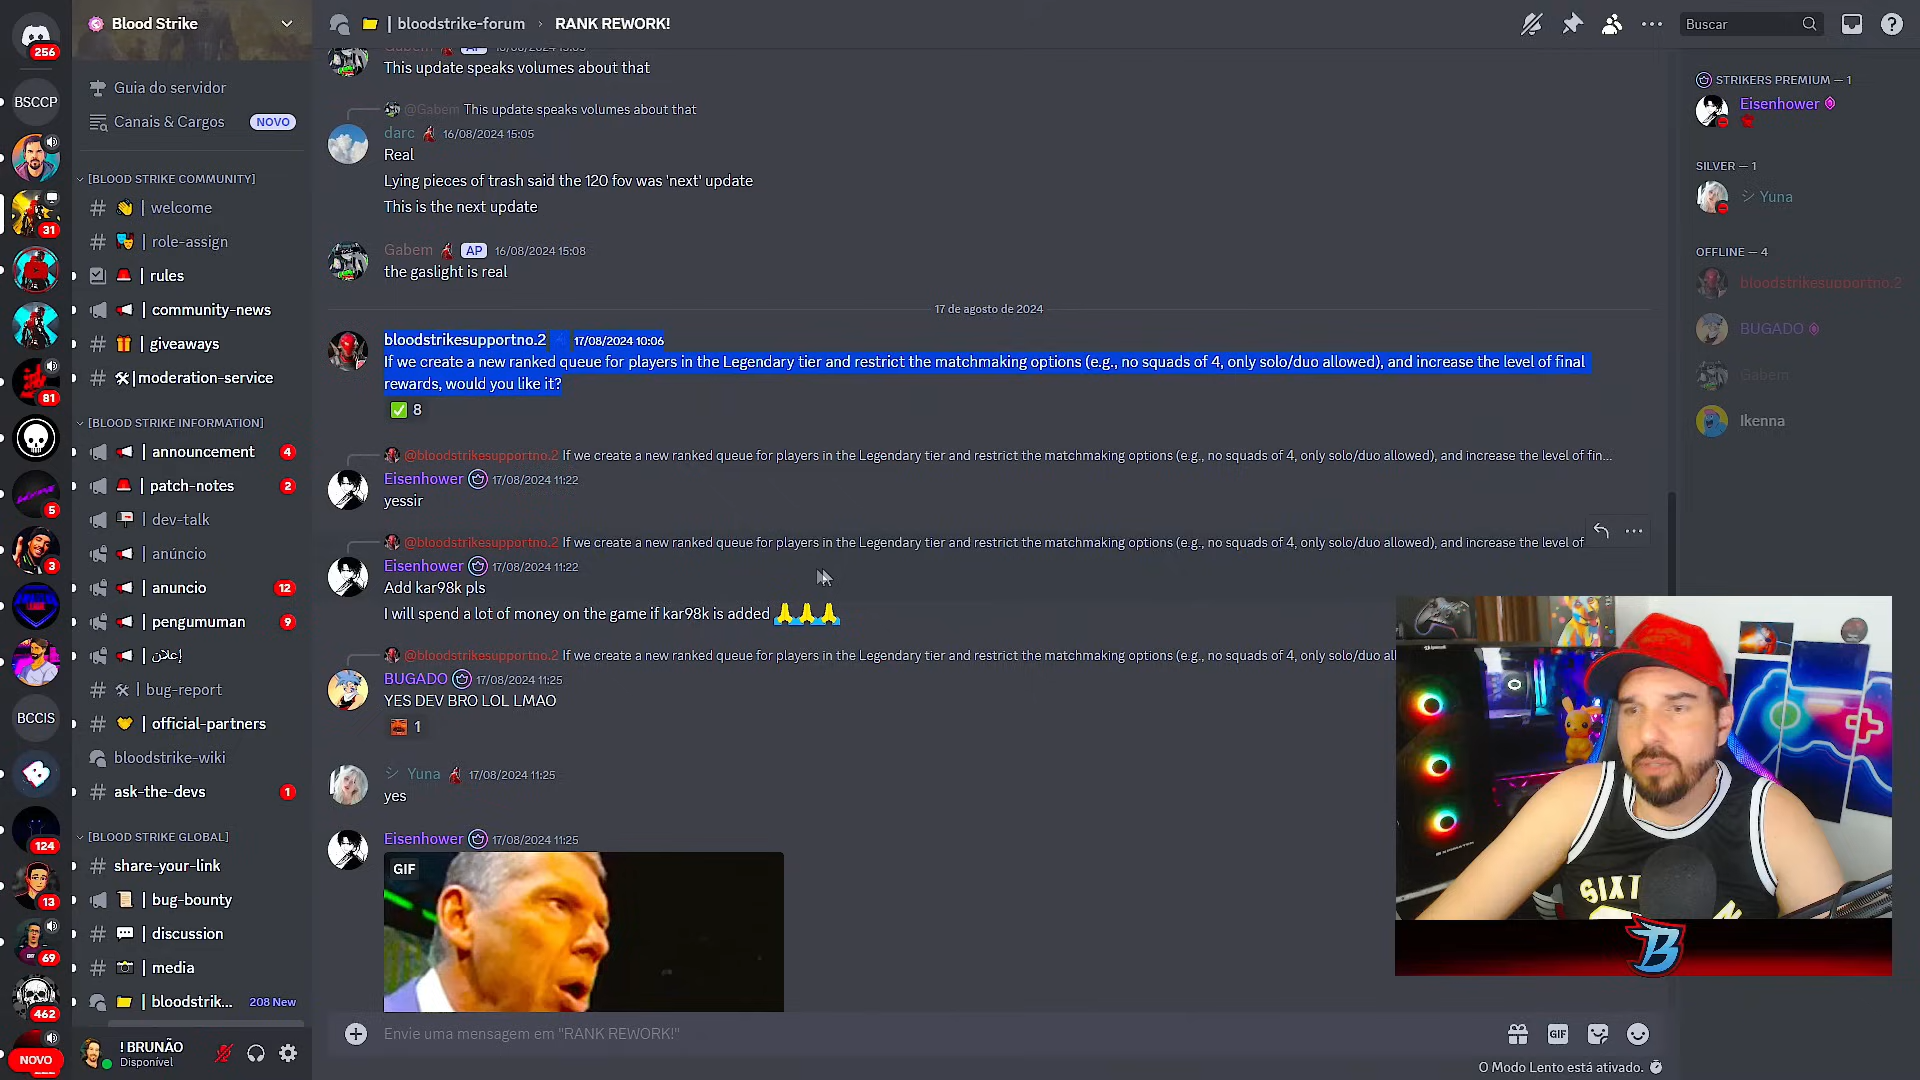 256
BSCCP
31
81
5
3
BCCIS
124
13
69
462
NOVO
Blood Strike
Guia do servidor
Canais & Cargos NOVO
[BLOOD STRIKE COMMUNITY]
| welcome
| role-assign
| rules
| community-news
| giveaways
|moderation-service
[BLOOD STRIKE INFORMATION]
| announcement 4
| patch-notes 2
| dev-talk
| anúncio
| anuncio 12
| pengumuman 9
| إعلان
| bug-report
| official-partners
bloodstrike-wiki
ask-the-devs 1
[BLOOD STRIKE GLOBAL]
share-your-link
| bug-bounty
| discussion
| media
| bloodstrik... 208 New
! BRUNÃO
Disponível
| bloodstrike-forum › RANK REWORK!
Buscar
This update speaks volumes about that
@Gabem This update speaks volumes about that
darc 16/08/2024 15:05
Real
Lying pieces of trash said the 120 fov was 'next' update
This is the next update
Gabem AP 16/08/2024 15:08
the gaslight is real
17 de agosto de 2024
bloodstrikesupportno.2 17/08/2024 10:06
If we create a new ranked queue for players in the Legendary tier and restrict the matchmaking options (e.g., no squads of 4, only solo/duo allowed), and increase the level of final
rewards, would you like it?
8
@bloodstrikesupportno.2 If we create a new ranked queue for players in the Legendary tier and restrict the matchmaking options (e.g., no squads of 4, only solo/duo allowed), and increase the level of fin...
Eisenhower 17/08/2024 11:22
yessir
@bloodstrikesupportno.2 If we create a new ranked queue for players in the Legendary tier and restrict the matchmaking options (e.g., no squads of 4, only solo/duo allowed), and increase the level of
Eisenhower 17/08/2024 11:22
Add kar98k pls
I will spend a lot of money on the game if kar98k is added 🙏🙏🙏
@bloodstrikesupportno.2 If we create a new ranked queue for players in the Legendary tier and restrict the matchmaking options (e.g., no squads of 4, only solo/duo al
BUGADO 17/08/2024 11:25
YES DEV BRO LOL LMAO
1
シ Yuna 17/08/2024 11:25
yes
Eisenhower 17/08/2024 11:25
GIF
Envie uma mensagem em "RANK REWORK!"
GIF
O Modo Lento está ativado.
STRIKERS PREMIUM — 1
Eisenhower
SILVER — 1
シ Yuna
OFFLINE — 4
bloodstrikesupportno.2
BUGADO
Gabem
Ikenna
B